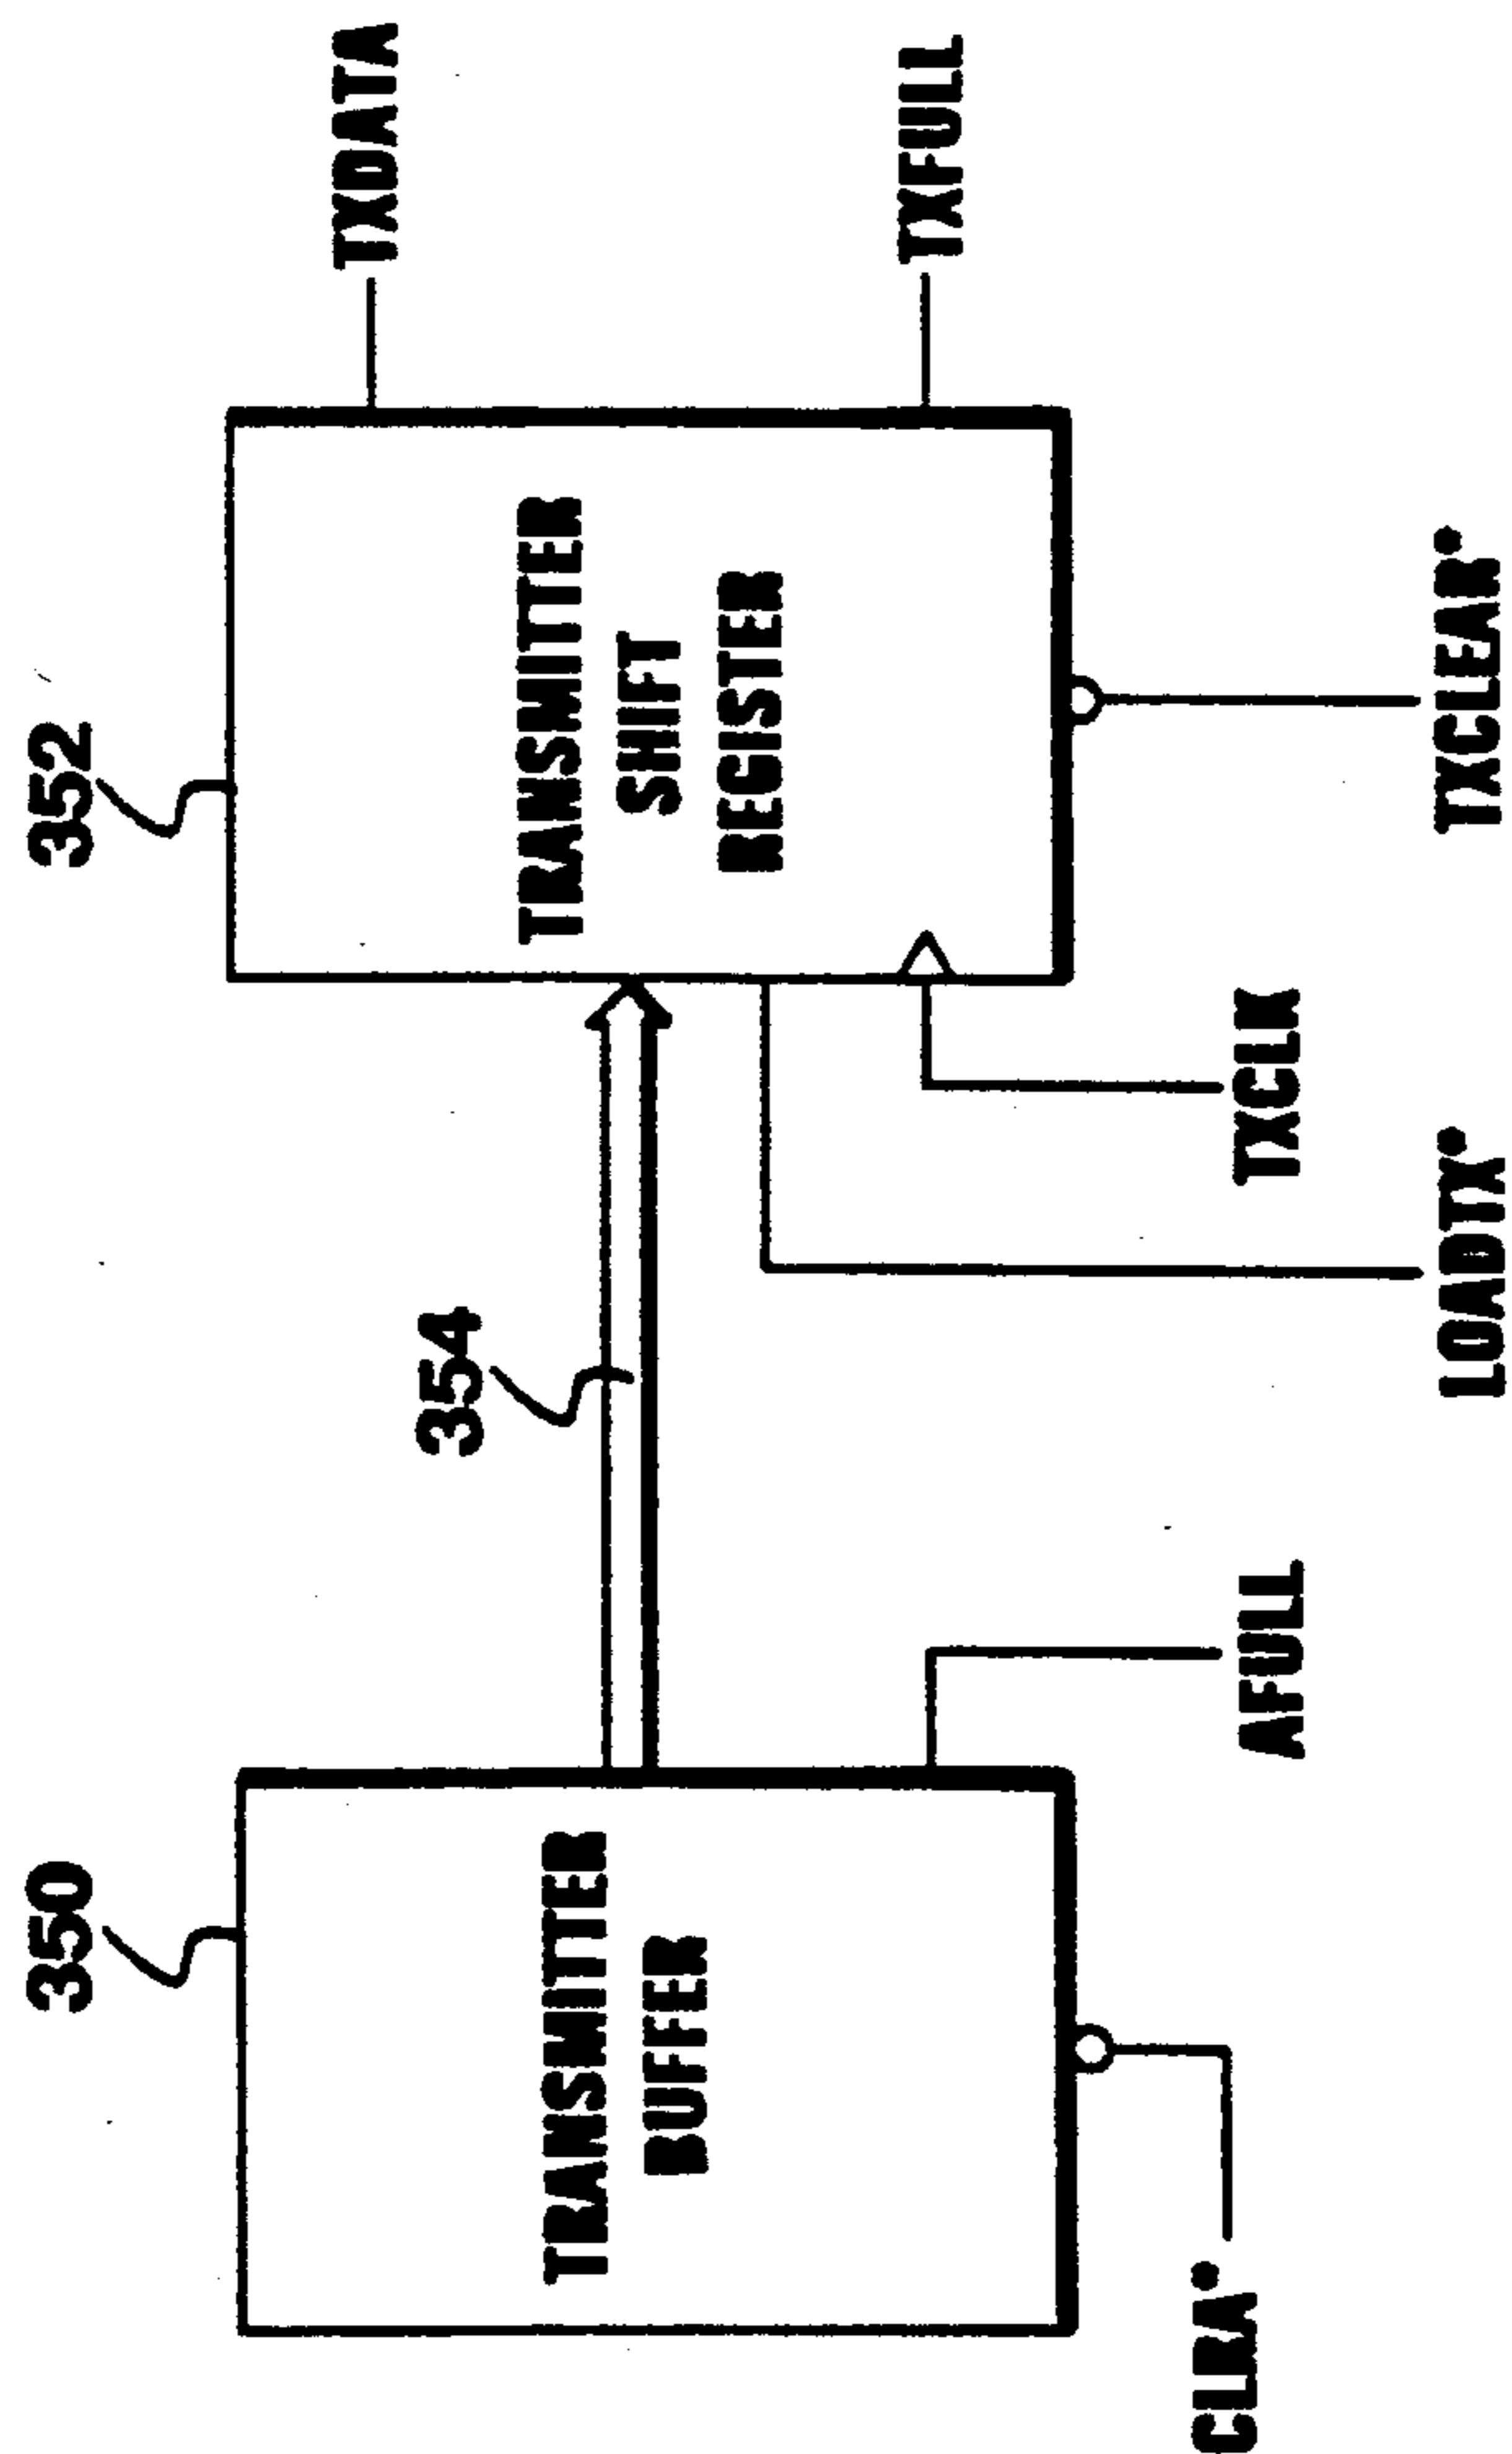 350
352
354
TRANSMITTER
BUFFER
TRANSMITTER
SHIFT
REGISTER
TXDATA
TXFULL
CLRA*
AFULL
LOADTX*
TXCLK
TXCLEAR*